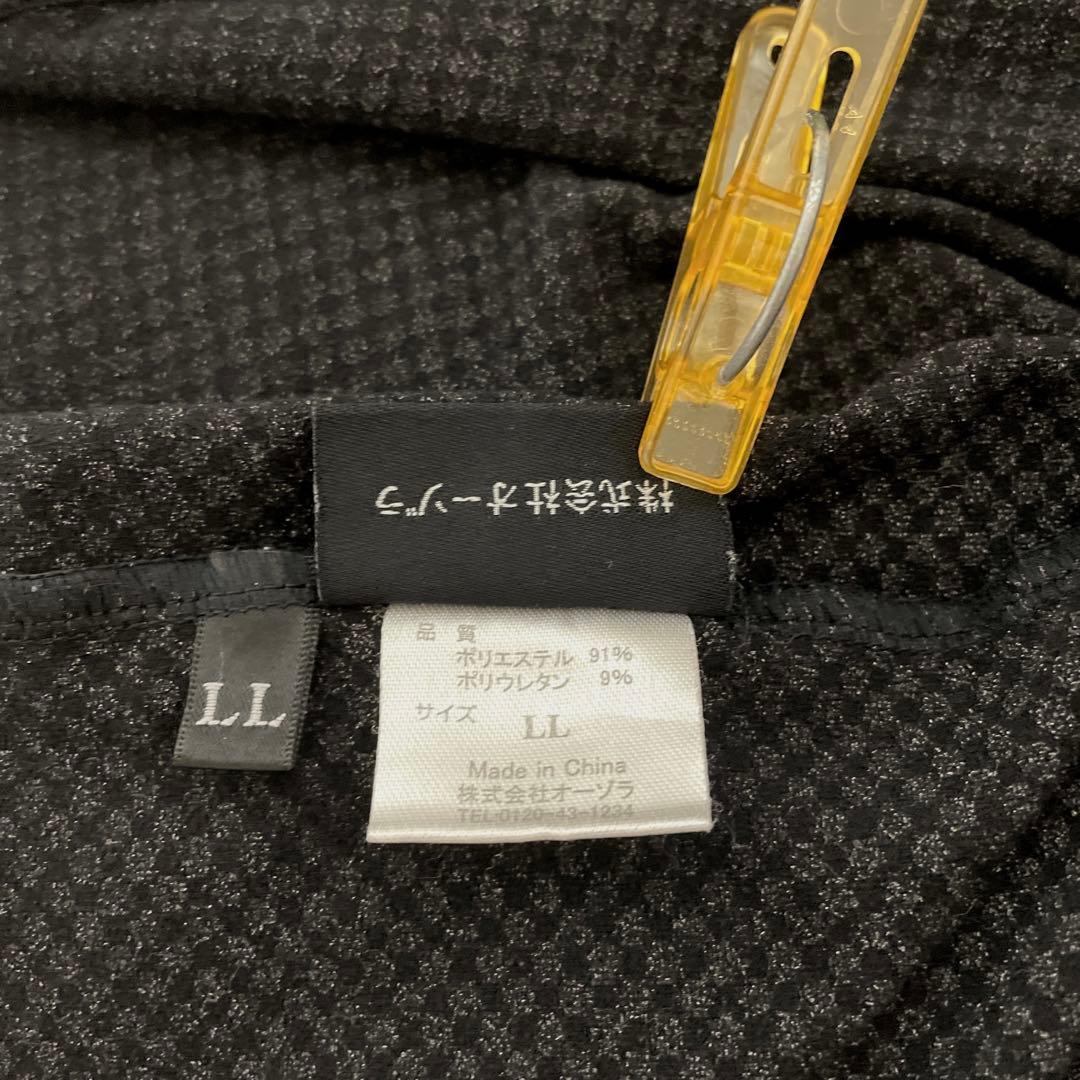 株式会社オーゾラ
LL
品 質
ポリエステル 91%
ポリウレタン 9%
サイズ LL
Made in China
株式会社オーゾラ
TEL・0120-43-1234